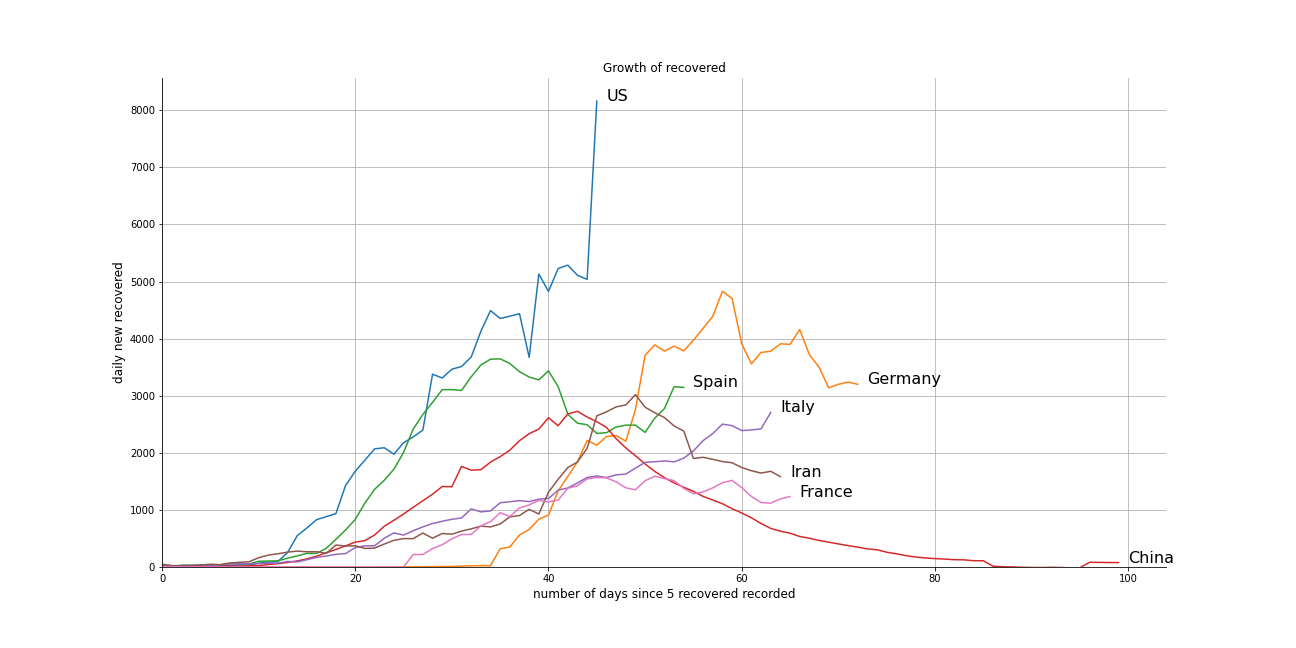 Growth of recovered
US
8000
7000
6000
5000
4000
3000
2000
1000
0
daily new recovered
Spain
Germany
Italy
Iran
France
China
0 20 40 60 80 100
number of days since 5 recovered recorded